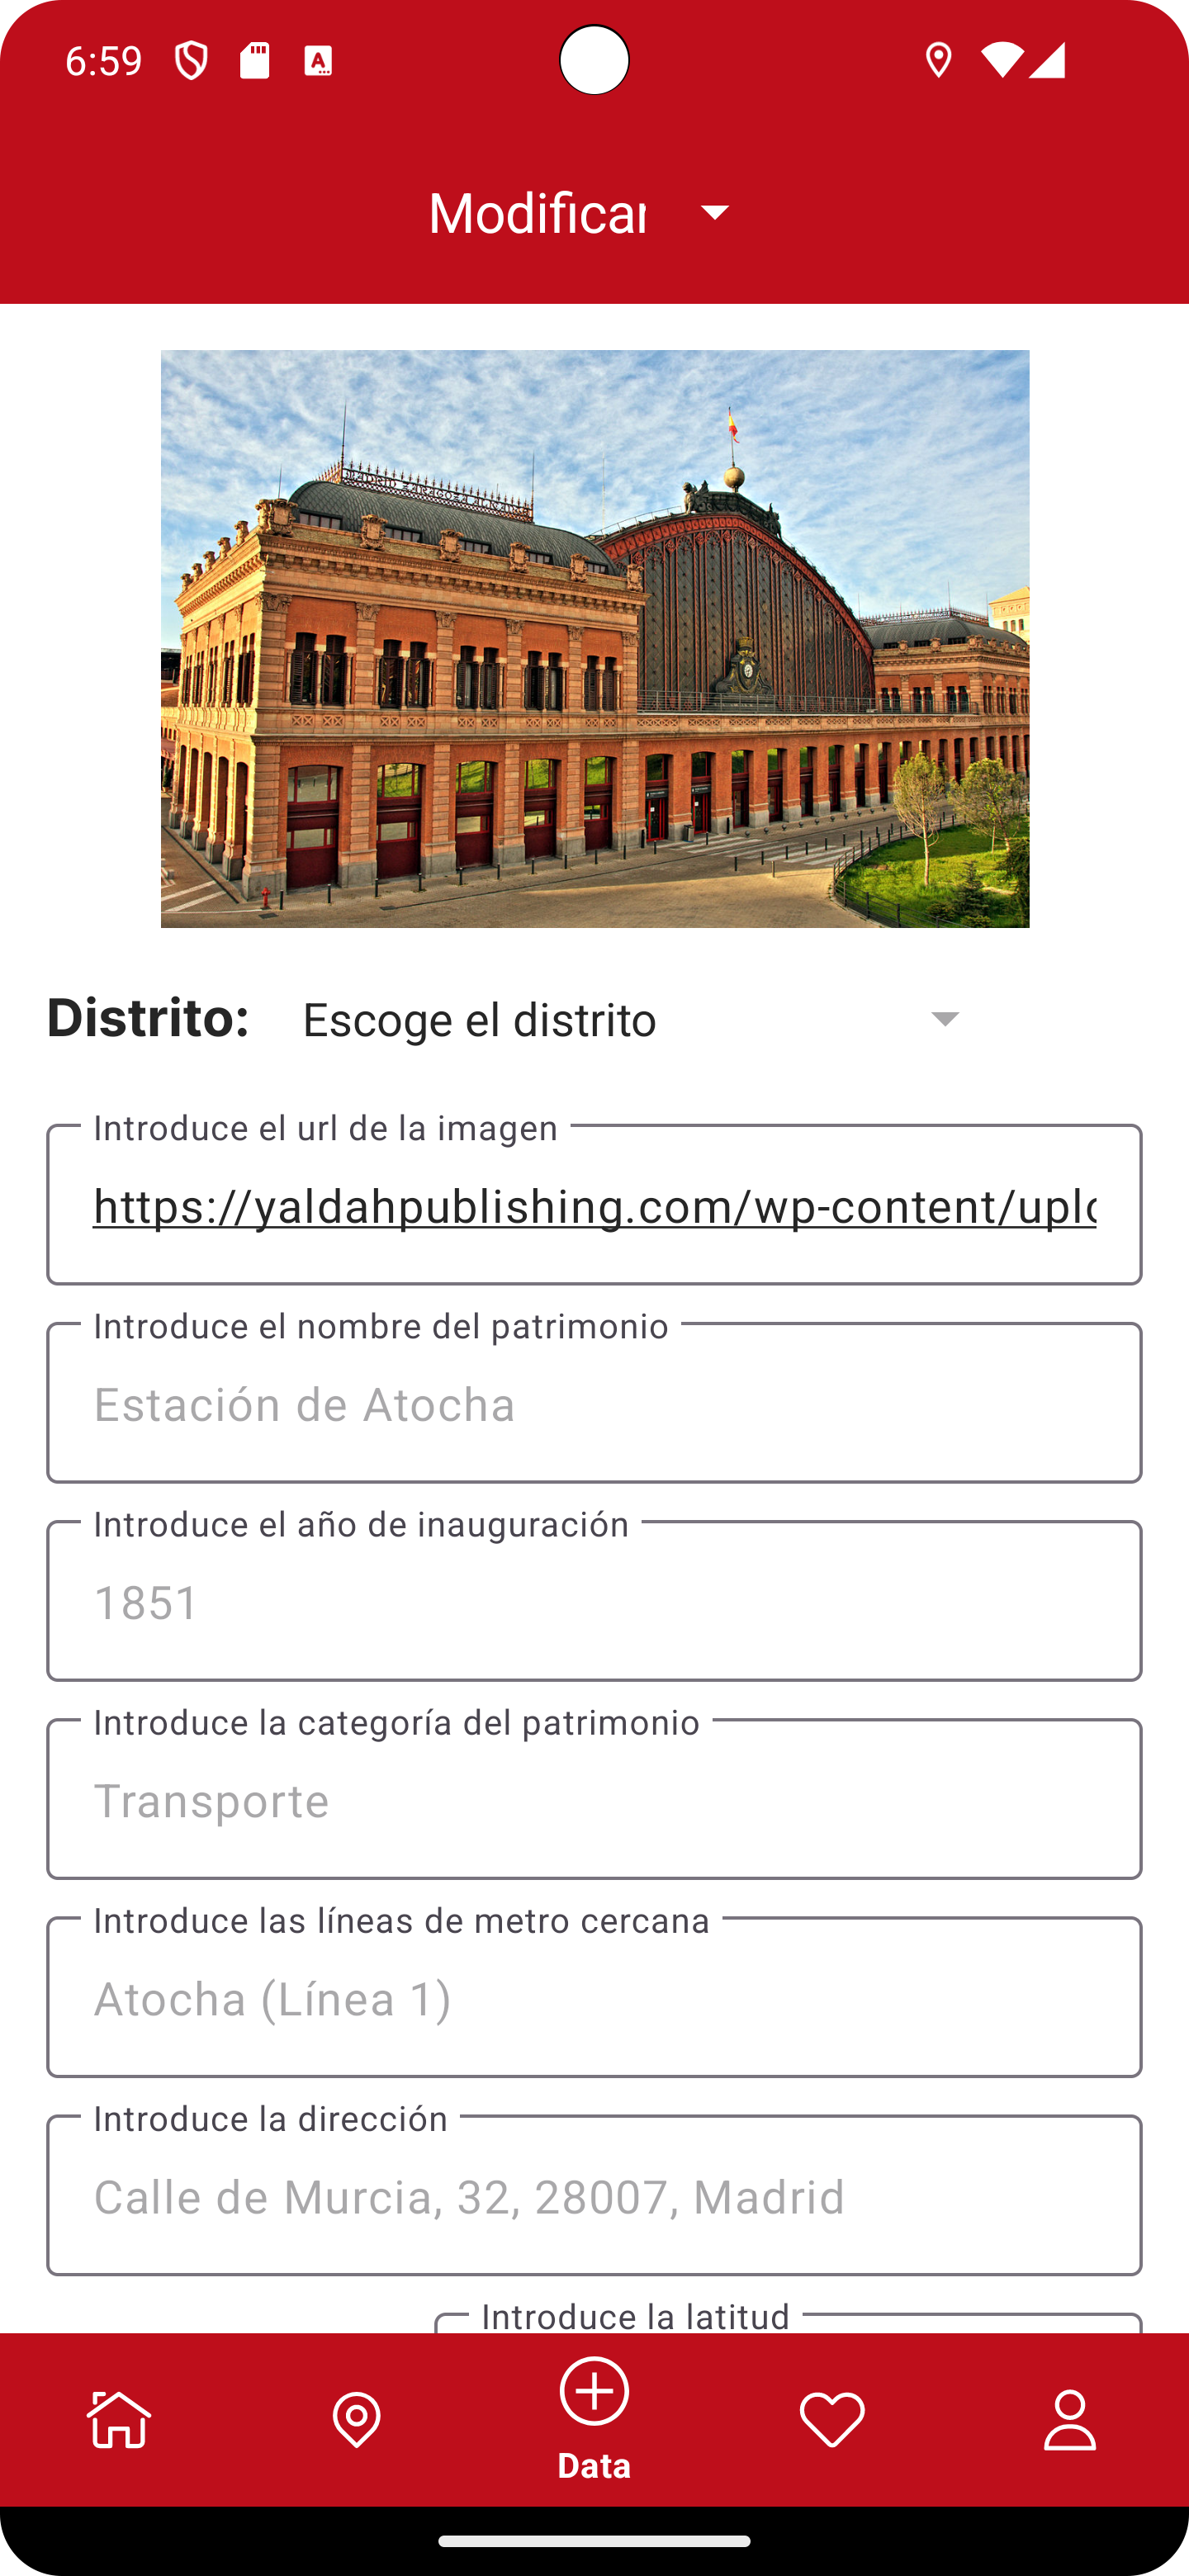 6:59
Modificar
Madrid Zaragoza Alicante
Distrito:
Escoge el distrito
Introduce el url de la imagen
https://yaldahpublishing.com/wp-content/uplo
Introduce el nombre del patrimonio
Estación de Atocha
Introduce el año de inauguración
1851
Introduce la categoría del patrimonio
Transporte
Introduce las líneas de metro cercana
Atocha (Línea 1)
Introduce la dirección
Calle de Murcia, 32, 28007, Madrid
Introduce la latitud
Data